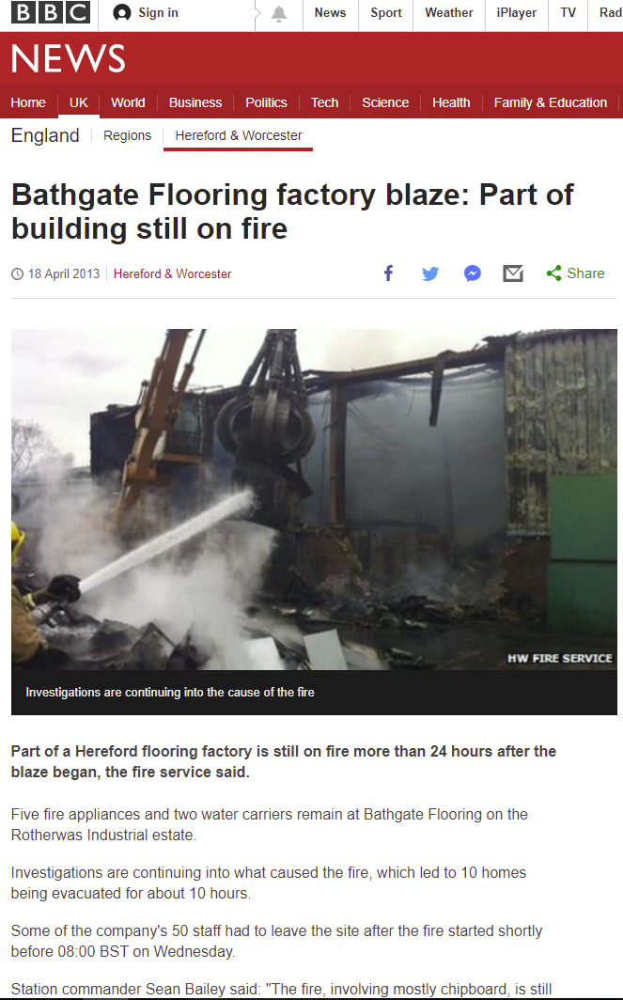 BBC Sign in News Sport Weather iPlayer TV Rad
NEWS
Home UK World Business Politics Tech Science Health Family & Education
England Regions Hereford & Worcester
Bathgate Flooring factory blaze: Part of
building still on fire
18 April 2013 Hereford & Worcester Share
HW FIRE SERVICE
Investigations are continuing into the cause of the fire
Part of a Hereford flooring factory is still on fire more than 24 hours after the
blaze began, the fire service said.
Five fire appliances and two water carriers remain at Bathgate Flooring on the
Rotherwas Industrial estate.
Investigations are continuing into what caused the fire, which led to 10 homes
being evacuated for about 10 hours.
Some of the company's 50 staff had to leave the site after the fire started shortly
before 08:00 BST on Wednesday.
Station commander Sean Bailey said: "The fire, involving mostly chipboard, is still